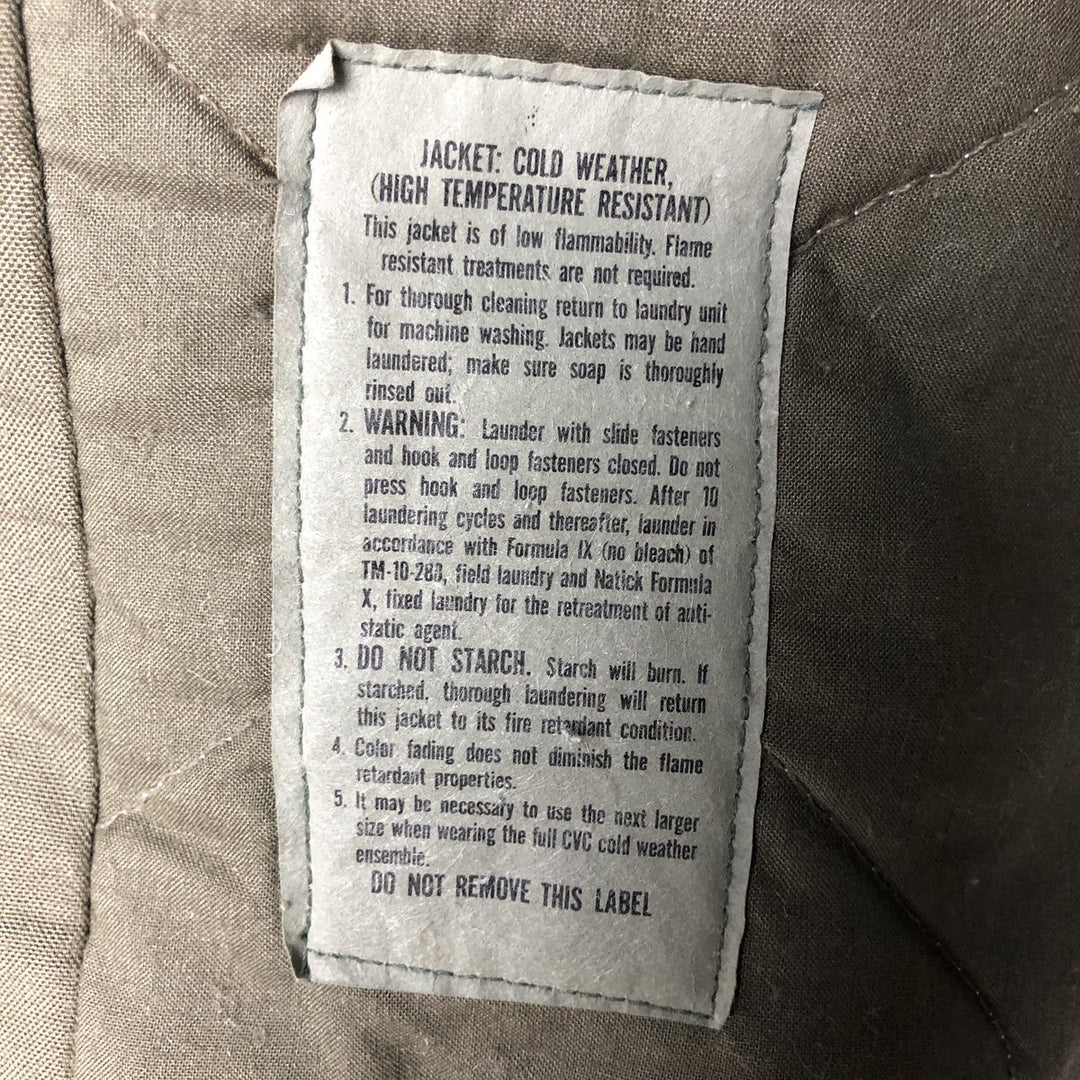 JACKET: COLD WEATHER,
(HIGH TEMPERATURE RESISTANT)
This jacket is of low flammability. Flame
resistant treatments are not required.
1. For thorough cleaning return to laundry unit
for machine washing. Jackets may be hand
laundered; make sure soap is thoroughly
rinsed out.
2. WARNING: Launder with slide fasteners
and hook and loop fasteners closed. Do not
press hook and loop fasteners. After 10
laundering cycles and thereafter, launder in
accordance with Formula IX (no bleach) of
TM-10-280, field laundry and Natick Formula
X, fixed laundry for the retreatment of anti-
static agent.
3. DO NOT STARCH. Starch will burn. If
starched, thorough laundering will return
this jacket to its fire retardant condition.
4. Color fading does not diminish the flame
retardant properties.
5. It may be necessary to use the next larger
size when wearing the full CVC cold weather
ensemble.
DO NOT REMOVE THIS LABEL